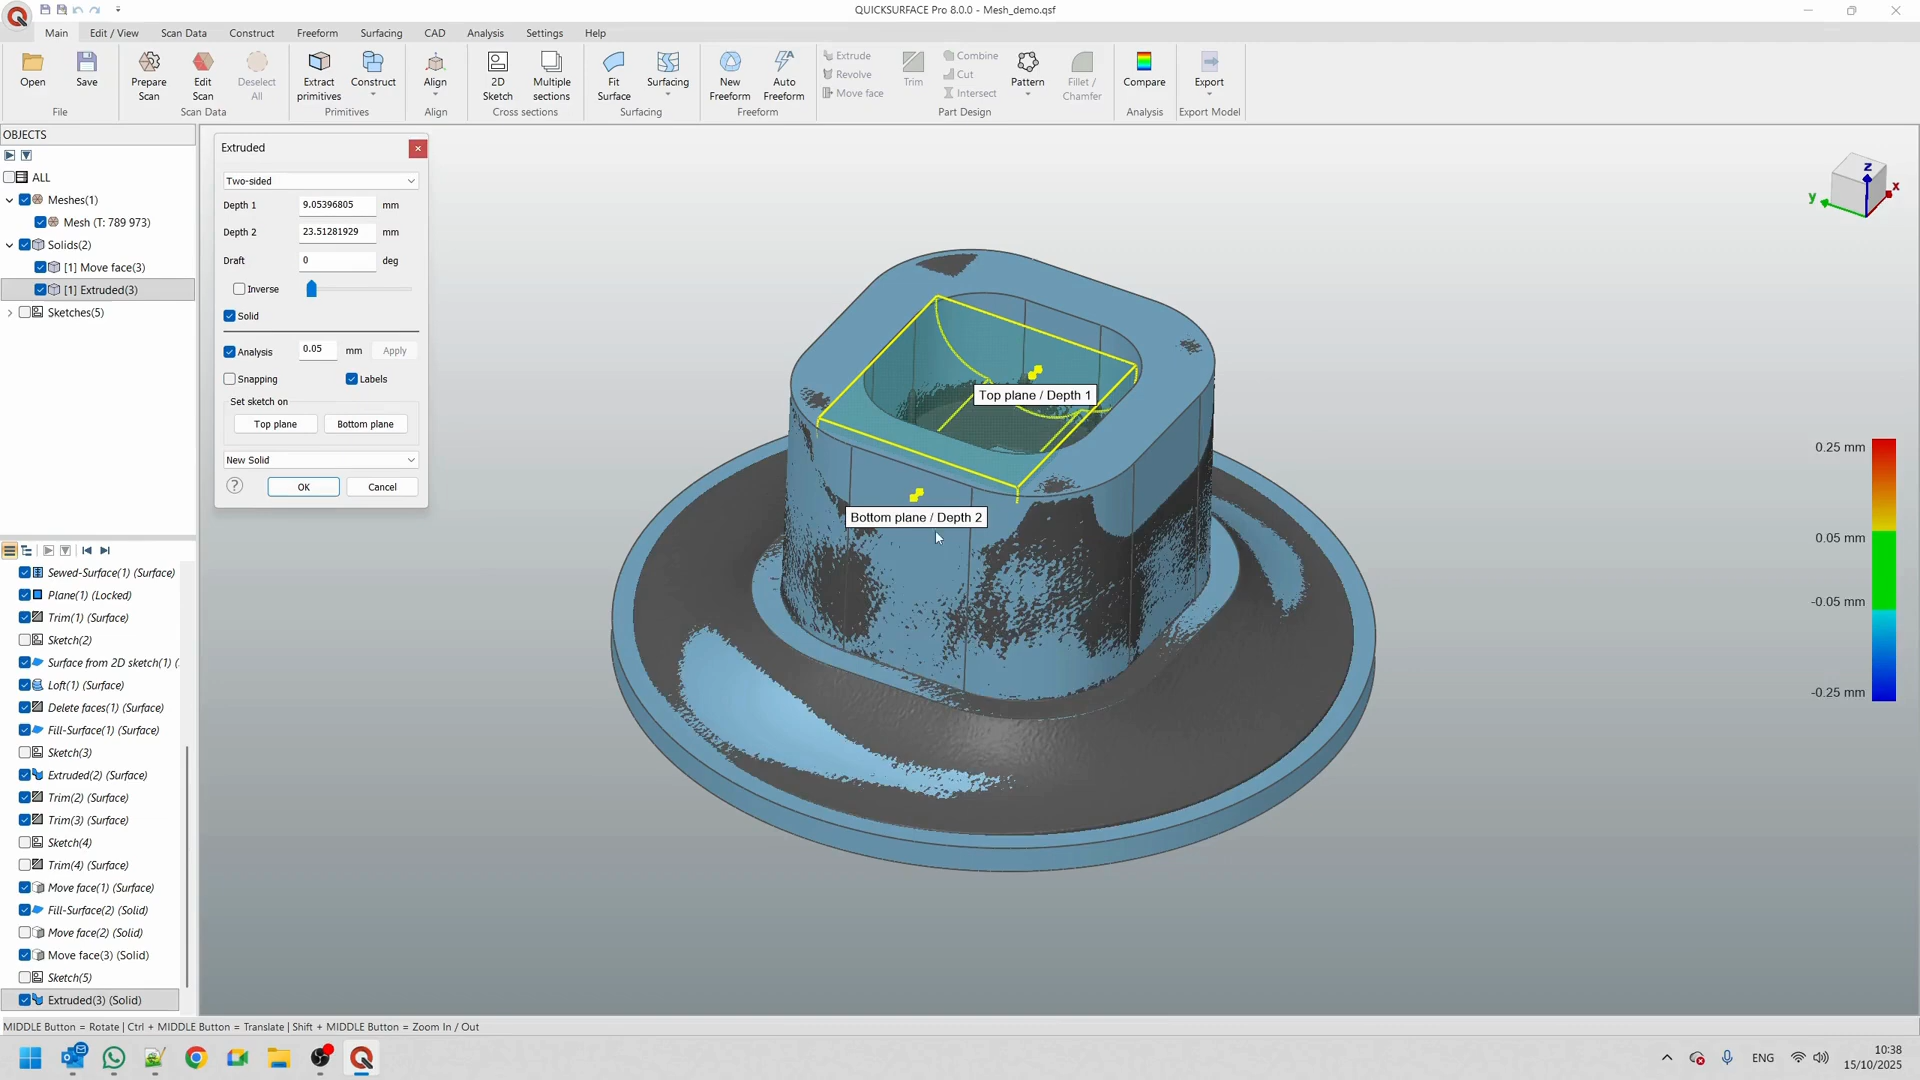 QUICKSURFACE Pro 8.0.0 - Mesh_demo.qsf
Main Edit / View Scan Data Construct Freeform Surfacing CAD Analysis Settings Help
Open
Save
File
Prepare
Scan
Edit
Scan
Deselect
All
Scan Data
Extract
primitives
Construct
Primitives
Align
Align
2D
Sketch
Multiple
sections
Cross sections
Fit
Surface
Surfacing
Surfacing
New
Freeform
Auto
Freeform
Freeform
Extrude
Revolve
Move face
Trim
Combine
Cut
Intersect
Pattern
Fillet /
Chamfer
Part Design
Compare
Analysis
Export
Export Model
OBJECTS
ALL
Meshes(1)
Mesh (T: 789 973)
Solids(2)
[1] Move face(3)
[1] Extruded(3)
Sketches(5)
Extruded
Two-sided
Depth 1 9.05396805 mm
Depth 2 23.51281929 mm
Draft 0 deg
Inverse
Solid
Analysis 0.05 mm Apply
Snapping Labels
Set sketch on
Top plane Bottom plane
New Solid
? OK Cancel
Top plane / Depth 1
Bottom plane / Depth 2
z
x
y
0.25 mm
0.05 mm
-0.05 mm
-0.25 mm
Sewed-Surface(1) (Surface)
Plane(1) (Locked)
Trim(1) (Surface)
Sketch(2)
Surface from 2D sketch(1) (
Loft(1) (Surface)
Delete faces(1) (Surface)
Fill-Surface(1) (Surface)
Sketch(3)
Extruded(2) (Surface)
Trim(2) (Surface)
Trim(3) (Surface)
Sketch(4)
Trim(4) (Surface)
Move face(1) (Surface)
Fill-Surface(2) (Solid)
Move face(2) (Solid)
Move face(3) (Solid)
Sketch(5)
Extruded(3) (Solid)
MIDDLE Button = Rotate | Ctrl + MIDDLE Button = Translate | Shift + MIDDLE Button = Zoom In / Out
ENG
10:38
15/10/2025